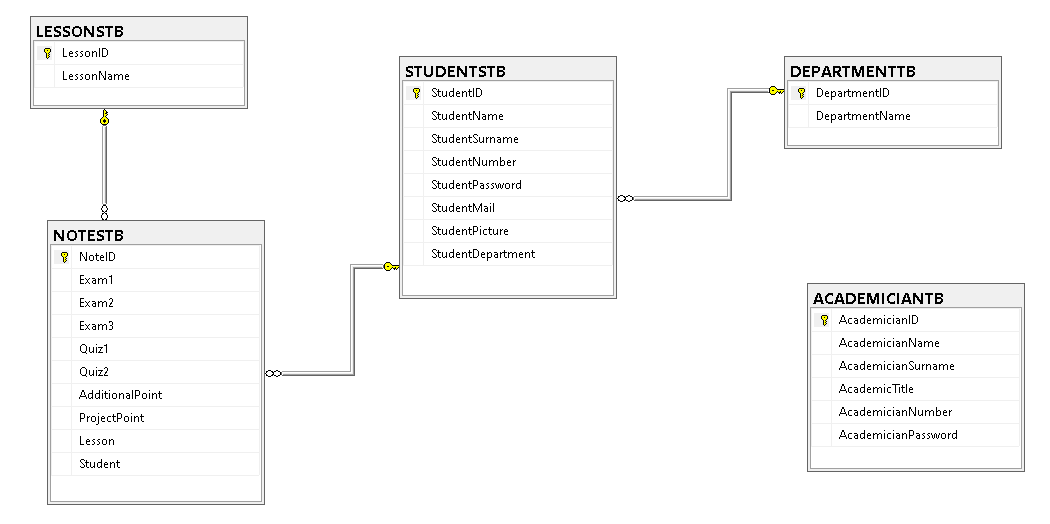 LESSONSTB
LessonID
LessonName
NOTESTB
NoteID
Exam1
Exam2
Exam3
Quiz1
Quiz2
AdditionalPoint
ProjectPoint
Lesson
Student
STUDENTSTB
StudentID
StudentName
StudentSurname
StudentNumber
StudentPassword
StudentMail
StudentPicture
StudentDepartment
DEPARTMENTTB
DepartmentID
DepartmentName
ACADEMICIANTB
AcademicianID
AcademicianName
AcademicianSurname
AcademicTitle
AcademicianNumber
AcademicianPassword